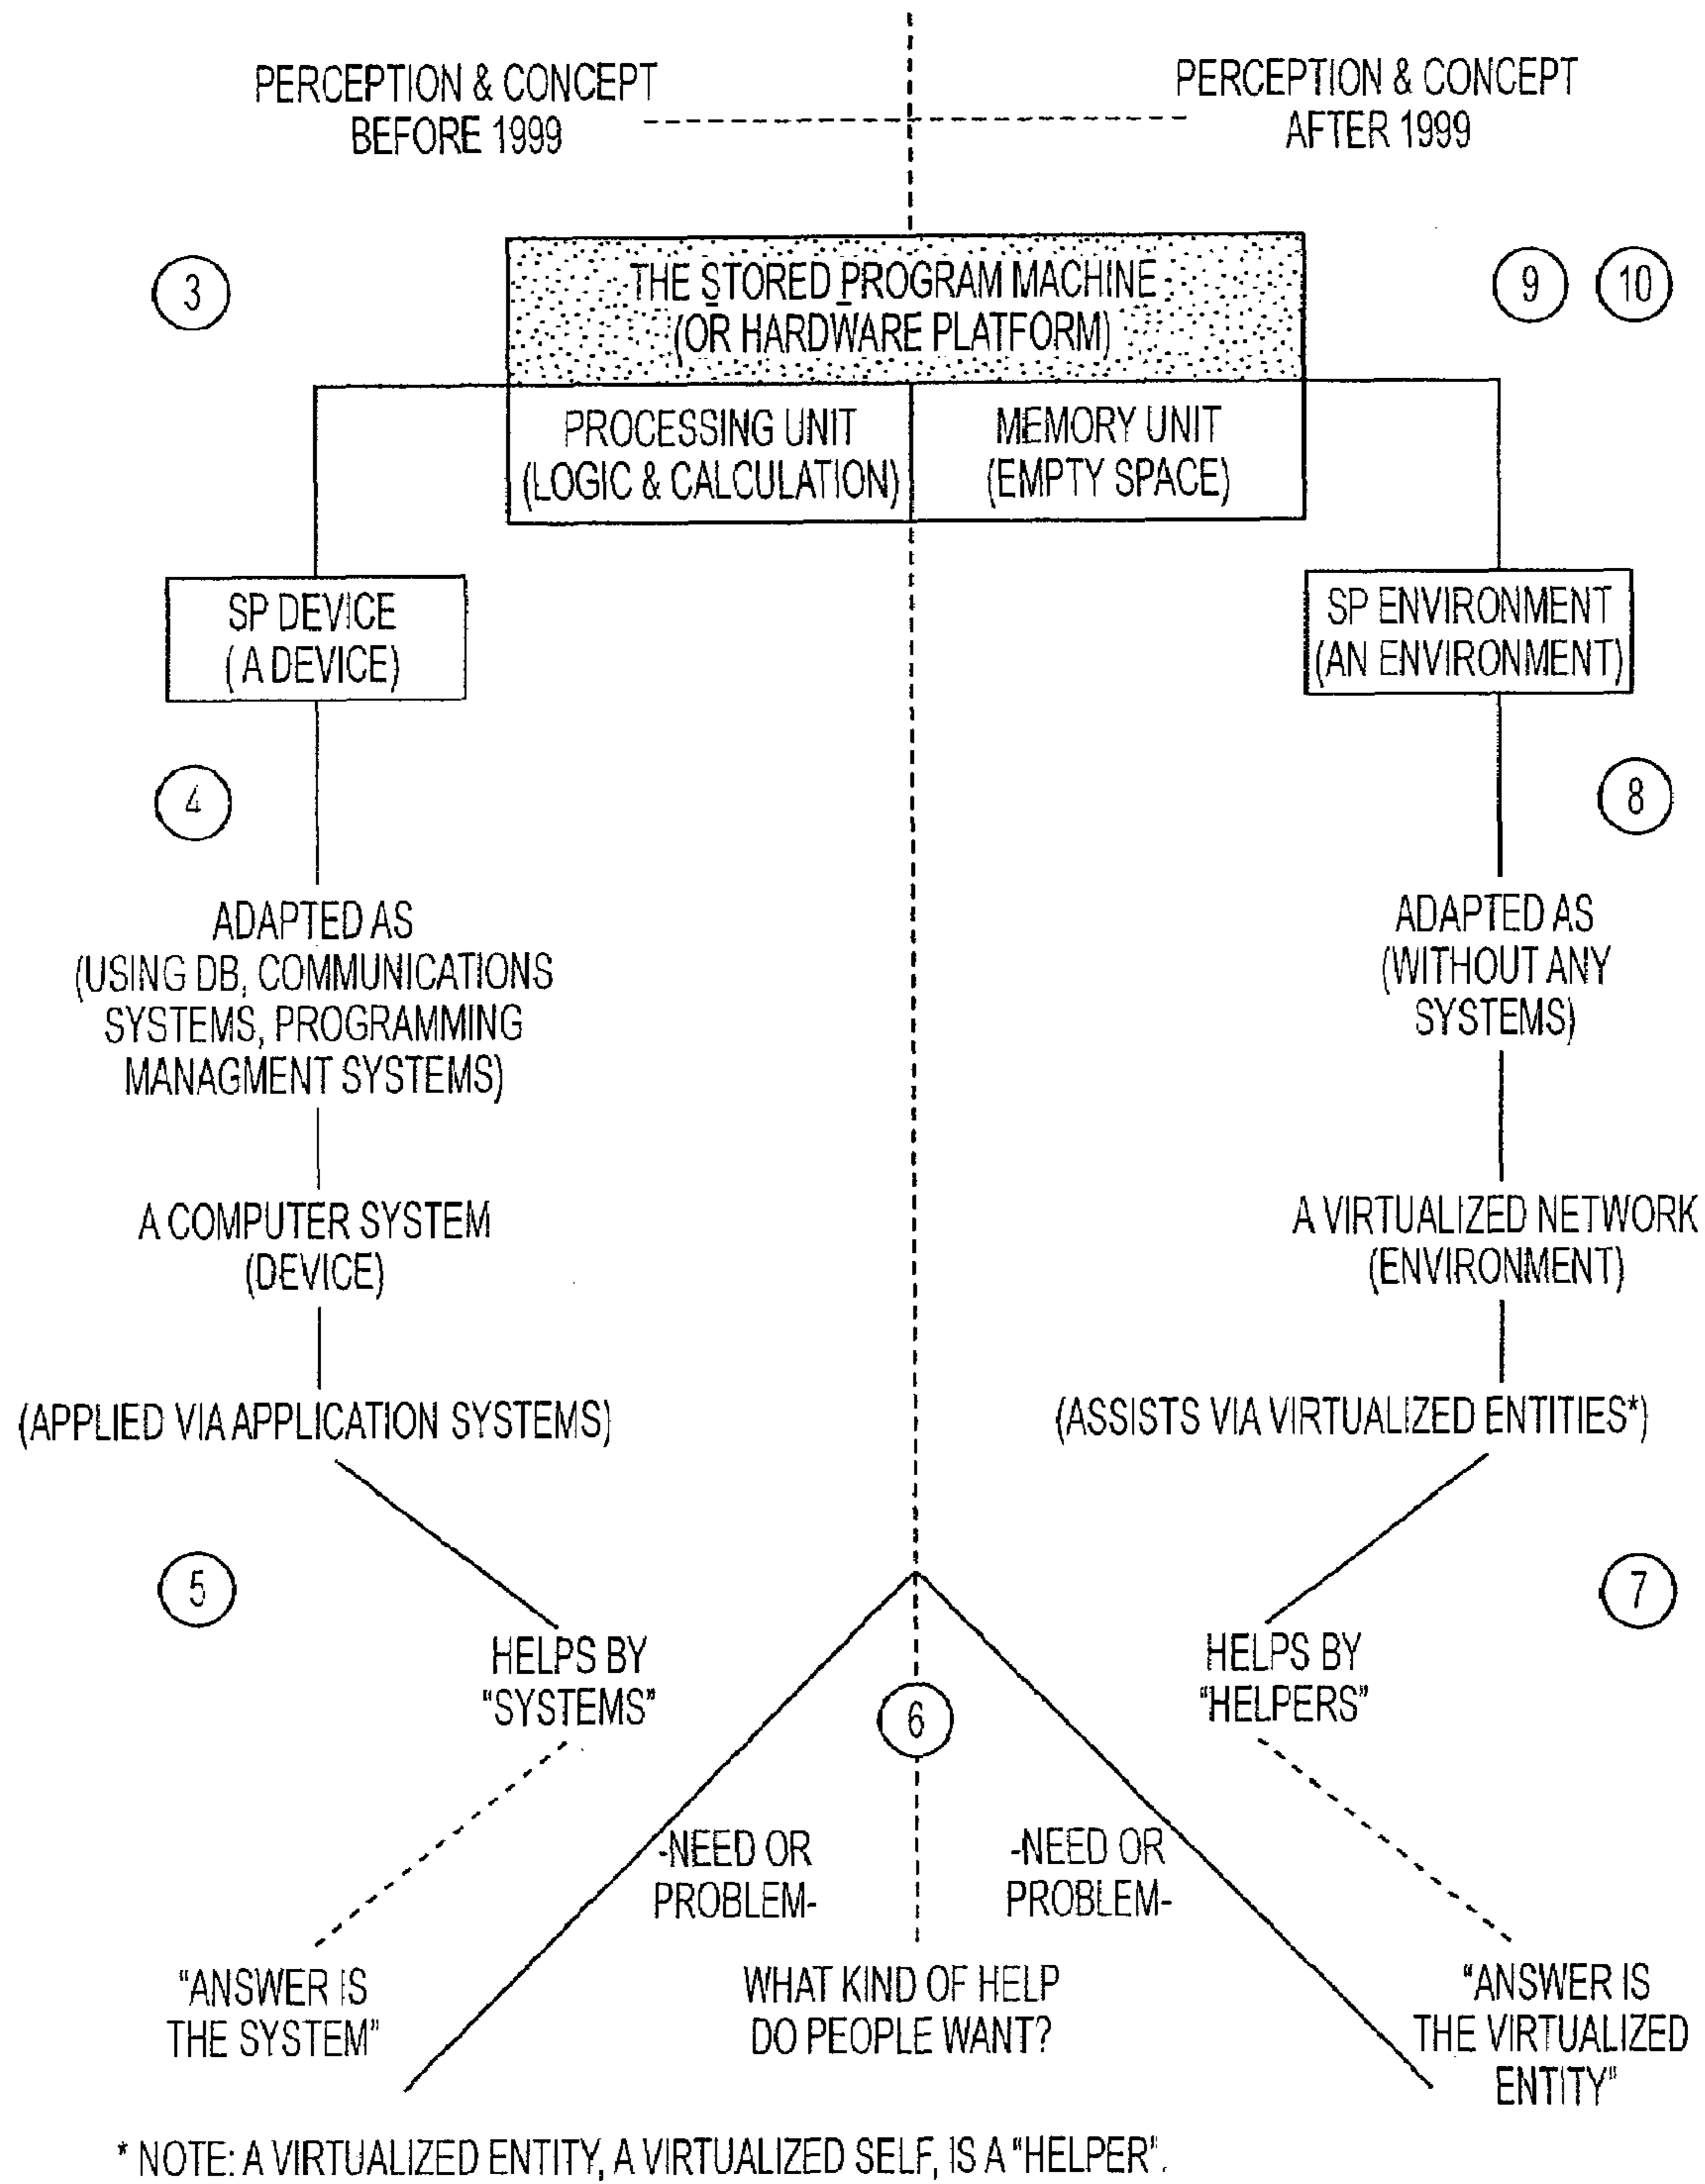 PERCEPTION & CONCEPT
BEFORE 1999
PERCEPTION & CONCEPT
AFTER 1999
3
THE STORED PROGRAM MACHINE
(OR HARDWARE PLATFORM)
9
10
PROCESSING UNIT
(LOGIC & CALCULATION)
MEMORY UNIT
(EMPTY SPACE)
SP DEVICE
(A DEVICE)
SP ENVIRONMENT
(AN ENVIRONMENT)
4
8
ADAPTED AS
(USING DB, COMMUNICATIONS
SYSTEMS, PROGRAMMING
MANAGMENT SYSTEMS)
ADAPTED AS
(WITHOUT ANY
SYSTEMS)
A COMPUTER SYSTEM
(DEVICE)
A VIRTUALIZED NETWORK
(ENVIRONMENT)
(APPLIED VIA APPLICATION SYSTEMS)
(ASSISTS VIA VIRTUALIZED ENTITIES*)
5
7
HELPS BY
"SYSTEMS"
6
HELPS BY
"HELPERS"
-NEED OR
PROBLEM-
-NEED OR
PROBLEM-
"ANSWER IS
THE SYSTEM"
WHAT KIND OF HELP
DO PEOPLE WANT?
"ANSWER IS
THE VIRTUALIZED
ENTITY"
* NOTE: A VIRTUALIZED ENTITY, A VIRTUALIZED SELF, IS A "HELPER".